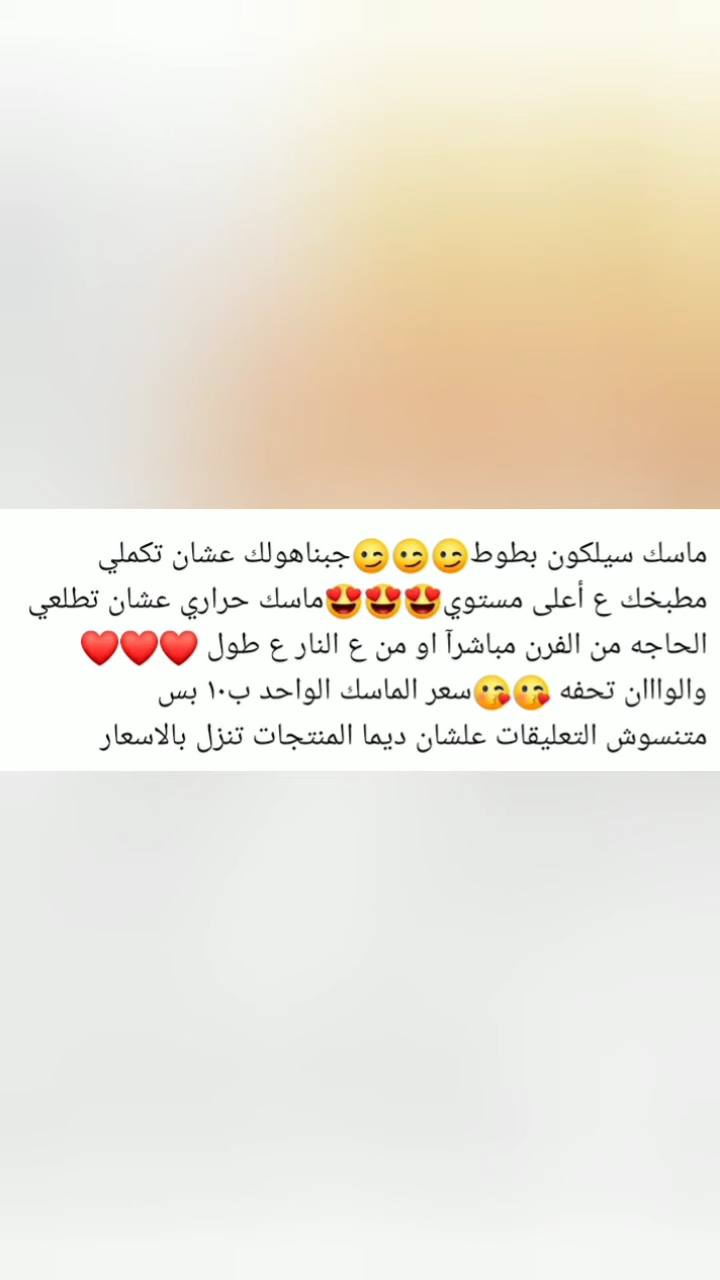 ماسك سيلكون بطوط😉😉😉جبناهولك عشان تكملي
مطبخك ع أعلى مستوي😍😍😍ماسك حراري عشان تطلعي
الحاجه من الفرن مباشرآ او من ع النار ع طول ❤️❤️❤️
والوااان تحفه 😘😘سعر الماسك الواحد ب١٠ بس
متنسوش التعليقات علشان ديما المنتجات تنزل بالاسعار